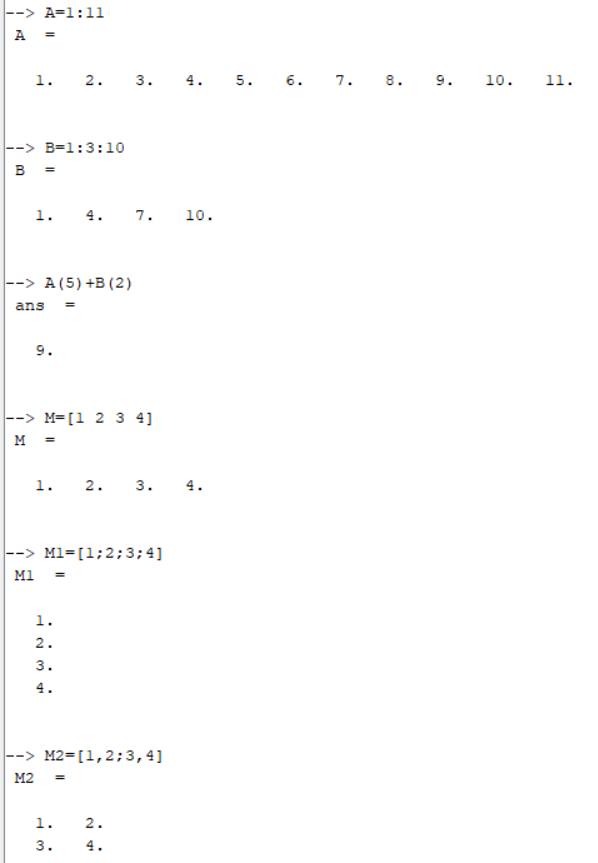 --> A=1:11
A  =
1.   2.   3.   4.   5.   6.   7.   8.   9.   10.   11.
--> B=1:3:10
B  =
1.   4.   7.   10.
--> A(5)+B(2)
ans  =
9.
--> M=[1 2 3 4]
M  =
1.   2.   3.   4.
--> M1=[1;2;3;4]
M1  =
1.
2.
3.
4.
--> M2=[1,2;3,4]
M2  =
1.   2.
3.   4.